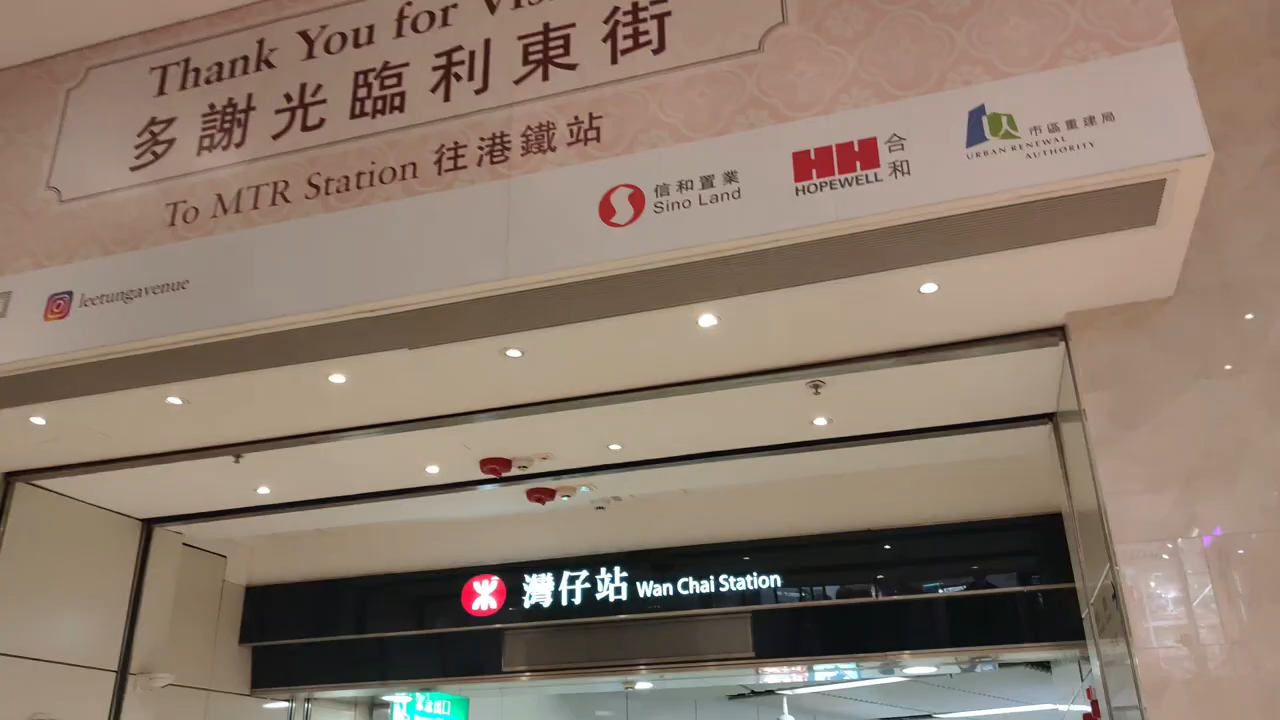 Thank You for
多謝光臨利東街
To MTR Station 往港鐵站
信和置業
Sino Land
HOPEWELL
合和
市區重建局
URBAN RENEWAL
AUTHORITY
leetungavenue
灣仔站 Wan Chai Station